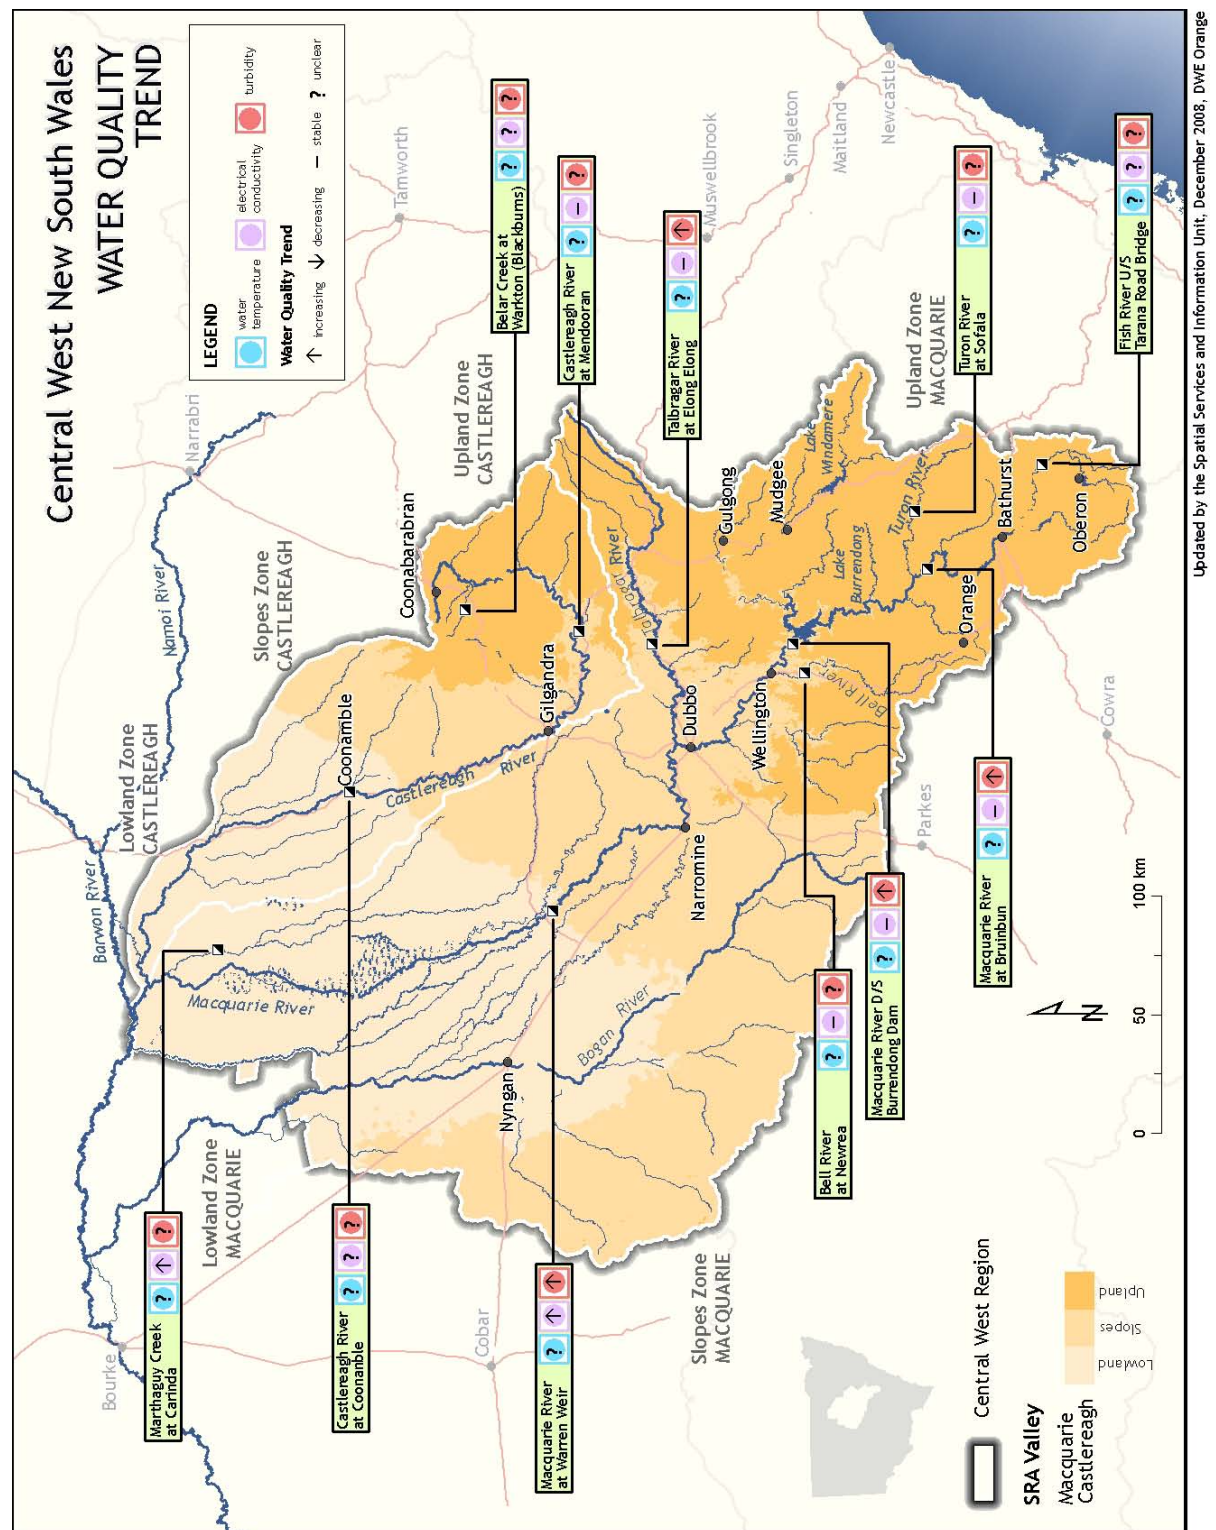 Central West New South Wales
WATER QUALITY
TREND
LEGEND
water
temperature
electrical
conductivity
turbidity
Water Quality Trend
↑ increasing
↓ decreasing
– stable
? unclear
Bourke
Barwon River
Namoi River
Narrabri
Tamworth
Lowland Zone
CASTLEREAGH
Slopes Zone
CASTLEREAGH
Upland Zone
CASTLEREAGH
Lowland Zone
MACQUARIE
Slopes Zone
MACQUARIE
Upland Zone
MACQUARIE
Marthaguy Creek
at Carinda
? ↑ ?
Castlereagh River
at Coonanble
? ? ?
Macquarie River
at Warren Weir
? ↑ ↑
Belar Creek at
Warkton (Blackburns)
? ? ?
Castlereagh River
at Mendooran
? – ?
Talbragar River
at Elong Elong
? – ↑
Turon River
at Sofala
? – ?
Fish River U/S
Tarana Road Bridge
? ? ?
Bell River
at Newrea
? – ?
Macquarie River D/S
Burrendong Dam
? – ↑
Macquarie River
at Bruinbun
? – ↑
Coonabarabran
Coonamble
Castlereagh River
Gilgandra
Macquarie River
Bogan River
Nyngan
Cobar
Narromine
Dubbo
Talbragar River
Wellington
Bell River
Gulgong
Mudgee
Lake
Windamere
Lake
Burrendong
Turon River
Bathurst
Orange
Oberon
Parkes
Cowra
Muswellbrook
Singleton
Maitland
Newcastle
N
0 50 100 km
Central West Region
SRA Valley
Macquarie
Castlereagh
Lowland
Slopes
Upland
Updated by the Spatial Services and Information Unit, December 2008, DWE Orange